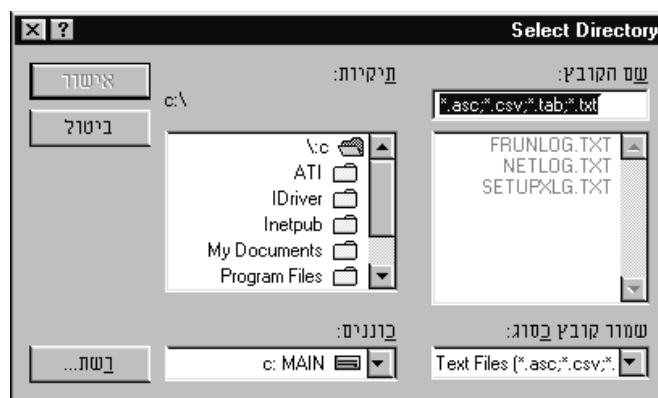 Select Directory
שם הקובץ:
*.asc;*.csv;*.tab;*.txt
FRUNLOG.TXT
NETLOG.TXT
SETUPXLG.TXT
שמור קובץ כסוג:
Text Files (*.asc;*.csv;*.
תיקיות:
c:\
\:c
ATI
IDriver
Inetpub
My Documents
Program Files
כוננים:
c: MAIN
אישור
ביטול
רשת...